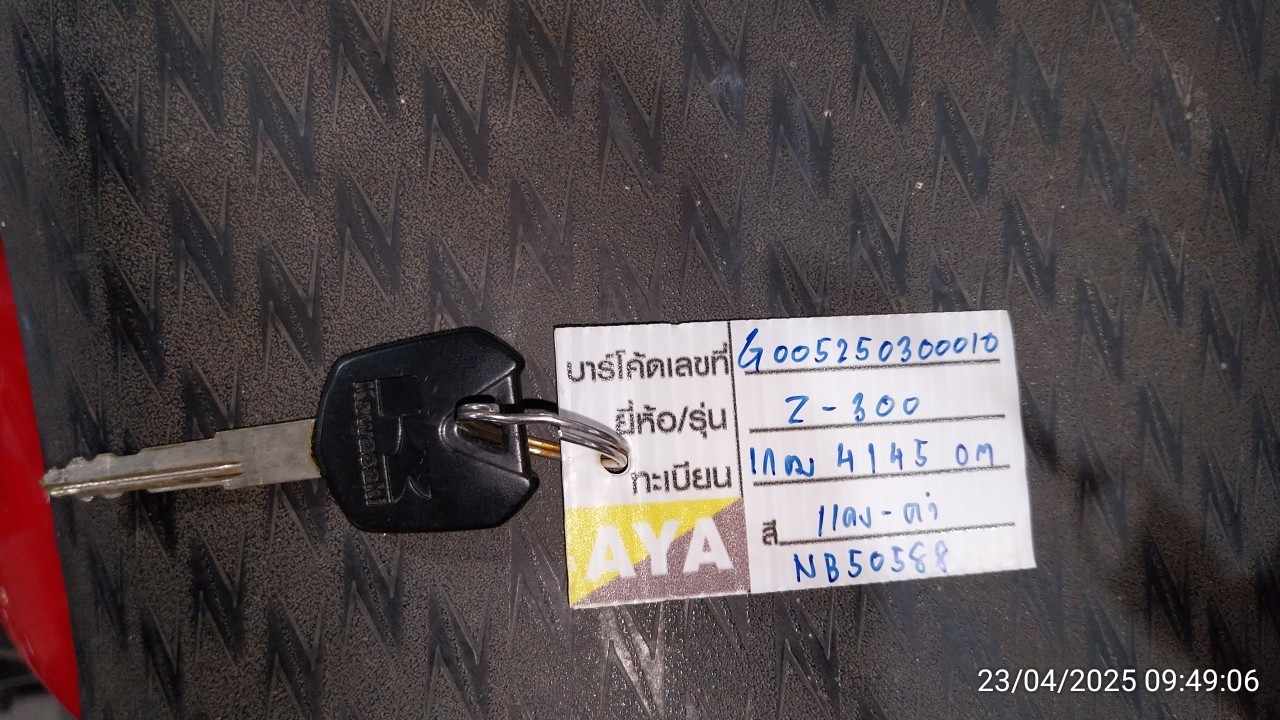 บาร์โค้ดเลขที่ G005250300010
ยี่ห้อ/รุ่น Z-300
ทะเบียน 1กฒ 4145 อต
สี แดง-ดำ
NB50588
AYA
Kawasaki
23/04/2025 09:49:06